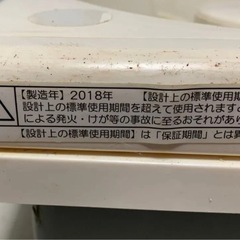 【製造年】2018年 【設計上の標準使用期
設計上の標準使用期間を超えて使用されますと
による発火・けが等の事故に至るおそれがあり
【設計上の標準使用期間】は「保証期間」とは異